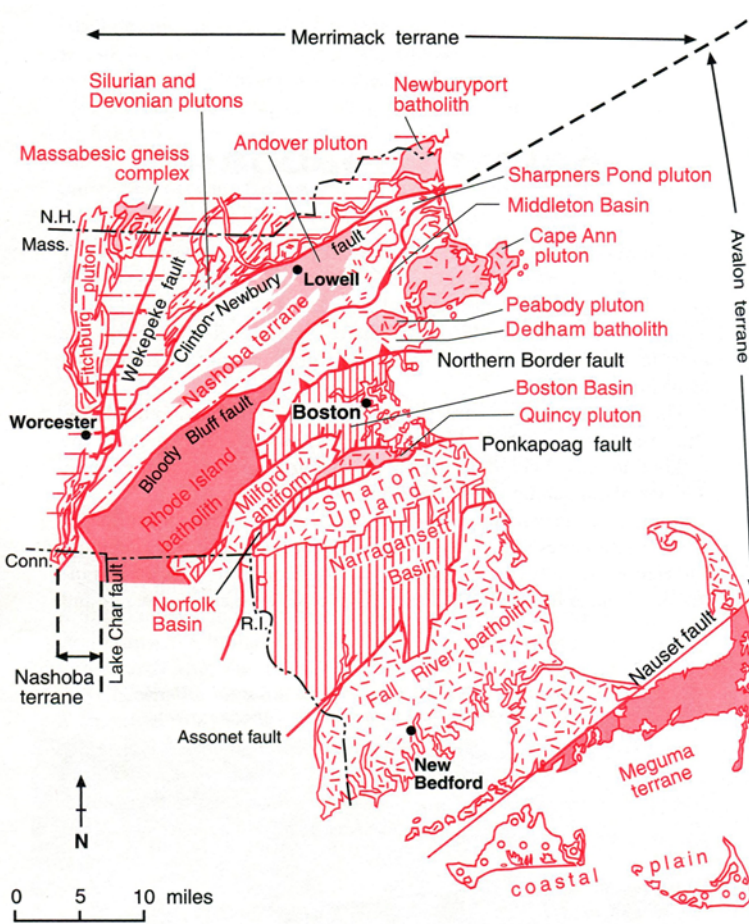 Merrimack terrane
Silurian and
Devonian plutons
Newburyport
batholith
Massabesic gneiss
complex
Andover pluton
Sharpners Pond pluton
N.H.
Mass.
Middleton Basin
Cape Ann
pluton
Avalon terrane
Fitchburg pluton
Wekepeke fault
Clinton-Newbury fault
Lowell
Nashoba terrane
Peabody pluton
Dedham batholith
Northern Border fault
Boston Basin
Boston
Quincy pluton
Worcester
Bloody Bluff fault
Ponkapoag fault
Rhode Island
batholith
Milford
antiform
Sharon
Upland
Narragansett
Basin
Conn.
Lake Char fault
Norfolk
Basin
R.I.
Nashoba
terrane
Fall River batholith
Nauset fault
Assonet fault
New
Bedford
Meguma
terrane
N
coastal plain
0 5 10 miles